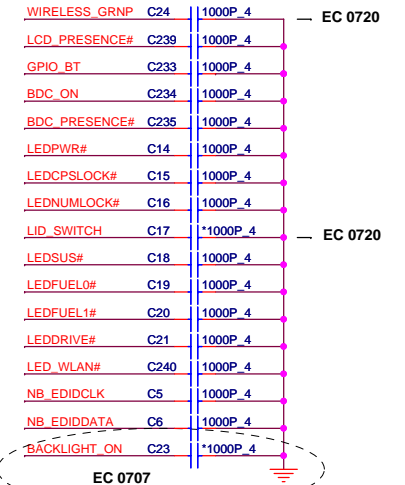 WIRELESS_GRNP C24 1000P_4 EC 0720
LCD_PRESENCE# C239 1000P_4
GPIO_BT C233 1000P_4
BDC_ON C234 1000P_4
BDC_PRESENCE# C235 1000P_4
LEDPWR# C14 1000P_4
LEDCPSLOCK# C15 1000P_4
LEDNUMLOCK# C16 1000P_4
LID_SWITCH C17 *1000P_4 EC 0720
LEDSUS# C18 1000P_4
LEDFUEL0# C19 1000P_4
LEDFUEL1# C20 1000P_4
LEDDRIVE# C21 1000P_4
LED_WLAN# C240 1000P_4
NB_EDIDCLK C5 1000P_4
NB_EDIDDATA C6 1000P_4
BACKLIGHT_ON C23 *1000P_4
EC 0707